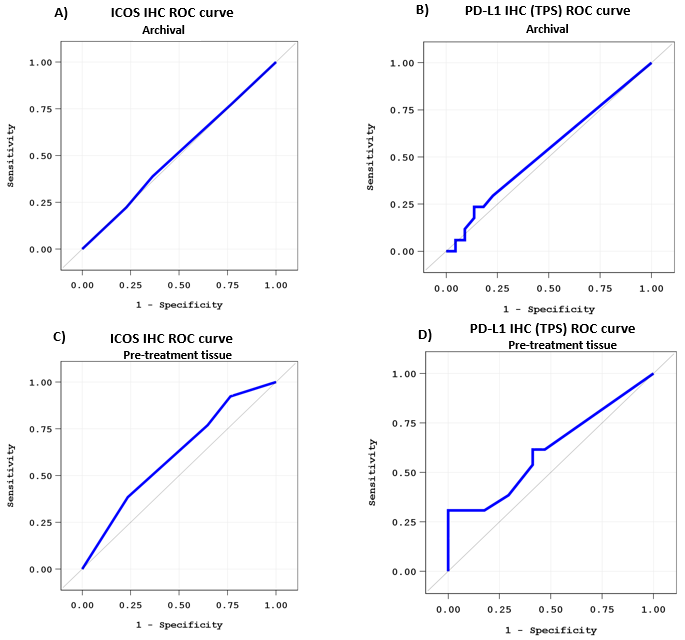 A)
ICOS IHC ROC curve
Archival
1.00
0.75
0.50
0.25
0.00
Sensitivity
0.00 0.25 0.50 0.75 1.00
1 - Specificity
B)
PD-L1 IHC (TPS) ROC curve
Archival
1.00
0.75
0.50
0.25
0.00
Sensitivity
0.00 0.25 0.50 0.75 1.00
1 - Specificity
C)
ICOS IHC ROC curve
Pre-treatment tissue
1.00
0.75
0.50
0.25
0.00
Sensitivity
0.00 0.25 0.50 0.75 1.00
1 - Specificity
D)
PD-L1 IHC (TPS) ROC curve
Pre-treatment tissue
1.00
0.75
0.50
0.25
0.00
Sensitivity
0.00 0.25 0.50 0.75 1.00
1 - Specificity